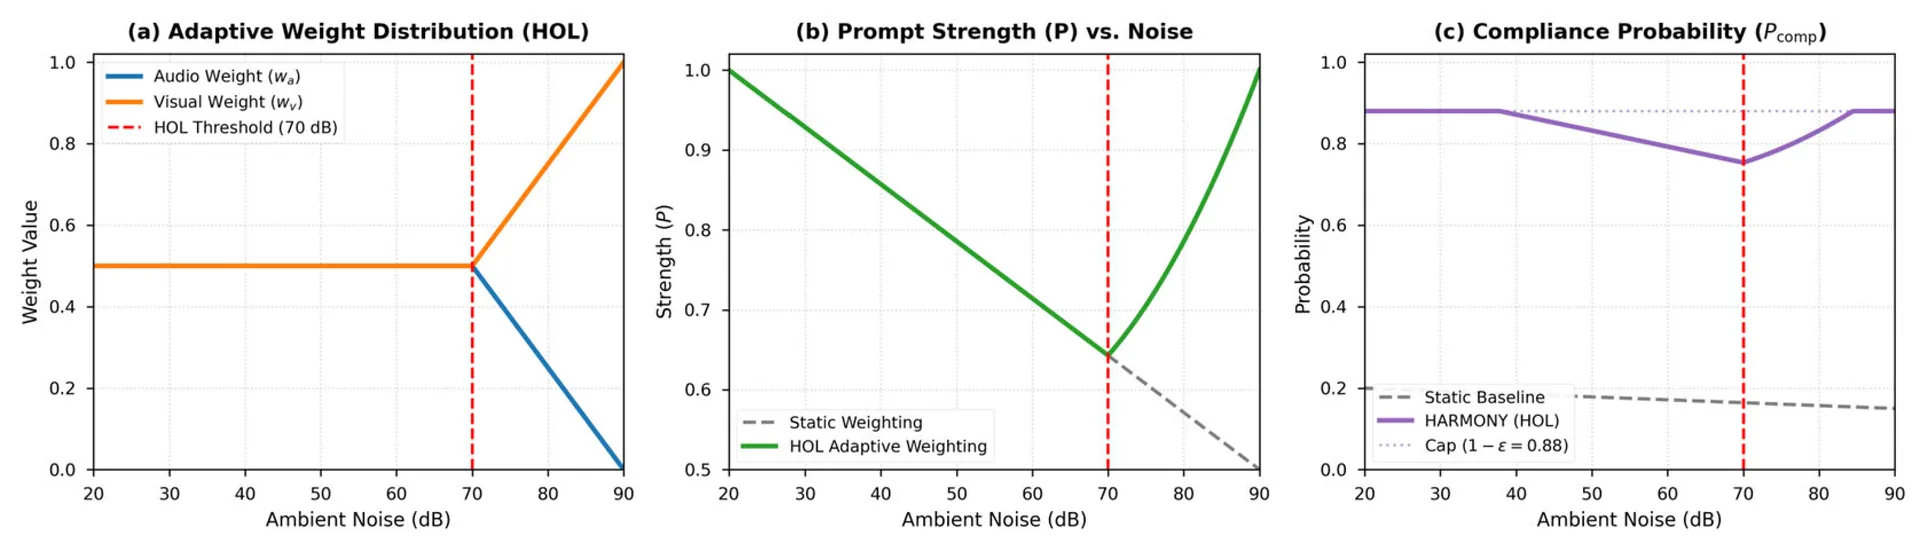 (a) Adaptive Weight Distribution (HOL)
Audio Weight (wₐ)
Visual Weight (wᵥ)
HOL Threshold (70 dB)
Weight Value
1.0
0.8
0.6
0.4
0.2
0.0
20 30 40 50 60 70 80 90
Ambient Noise (dB)
(b) Prompt Strength (P) vs. Noise
Strength (P)
1.0
0.9
0.8
0.7
0.6
0.5
Static Weighting
HOL Adaptive Weighting
20 30 40 50 60 70 80 90
Ambient Noise (dB)
(c) Compliance Probability (P_comp)
Probability
1.0
0.8
0.6
0.4
0.2
0.0
Static Baseline
HARMONY (HOL)
Cap (1 − ε = 0.88)
20 30 40 50 60 70 80 90
Ambient Noise (dB)